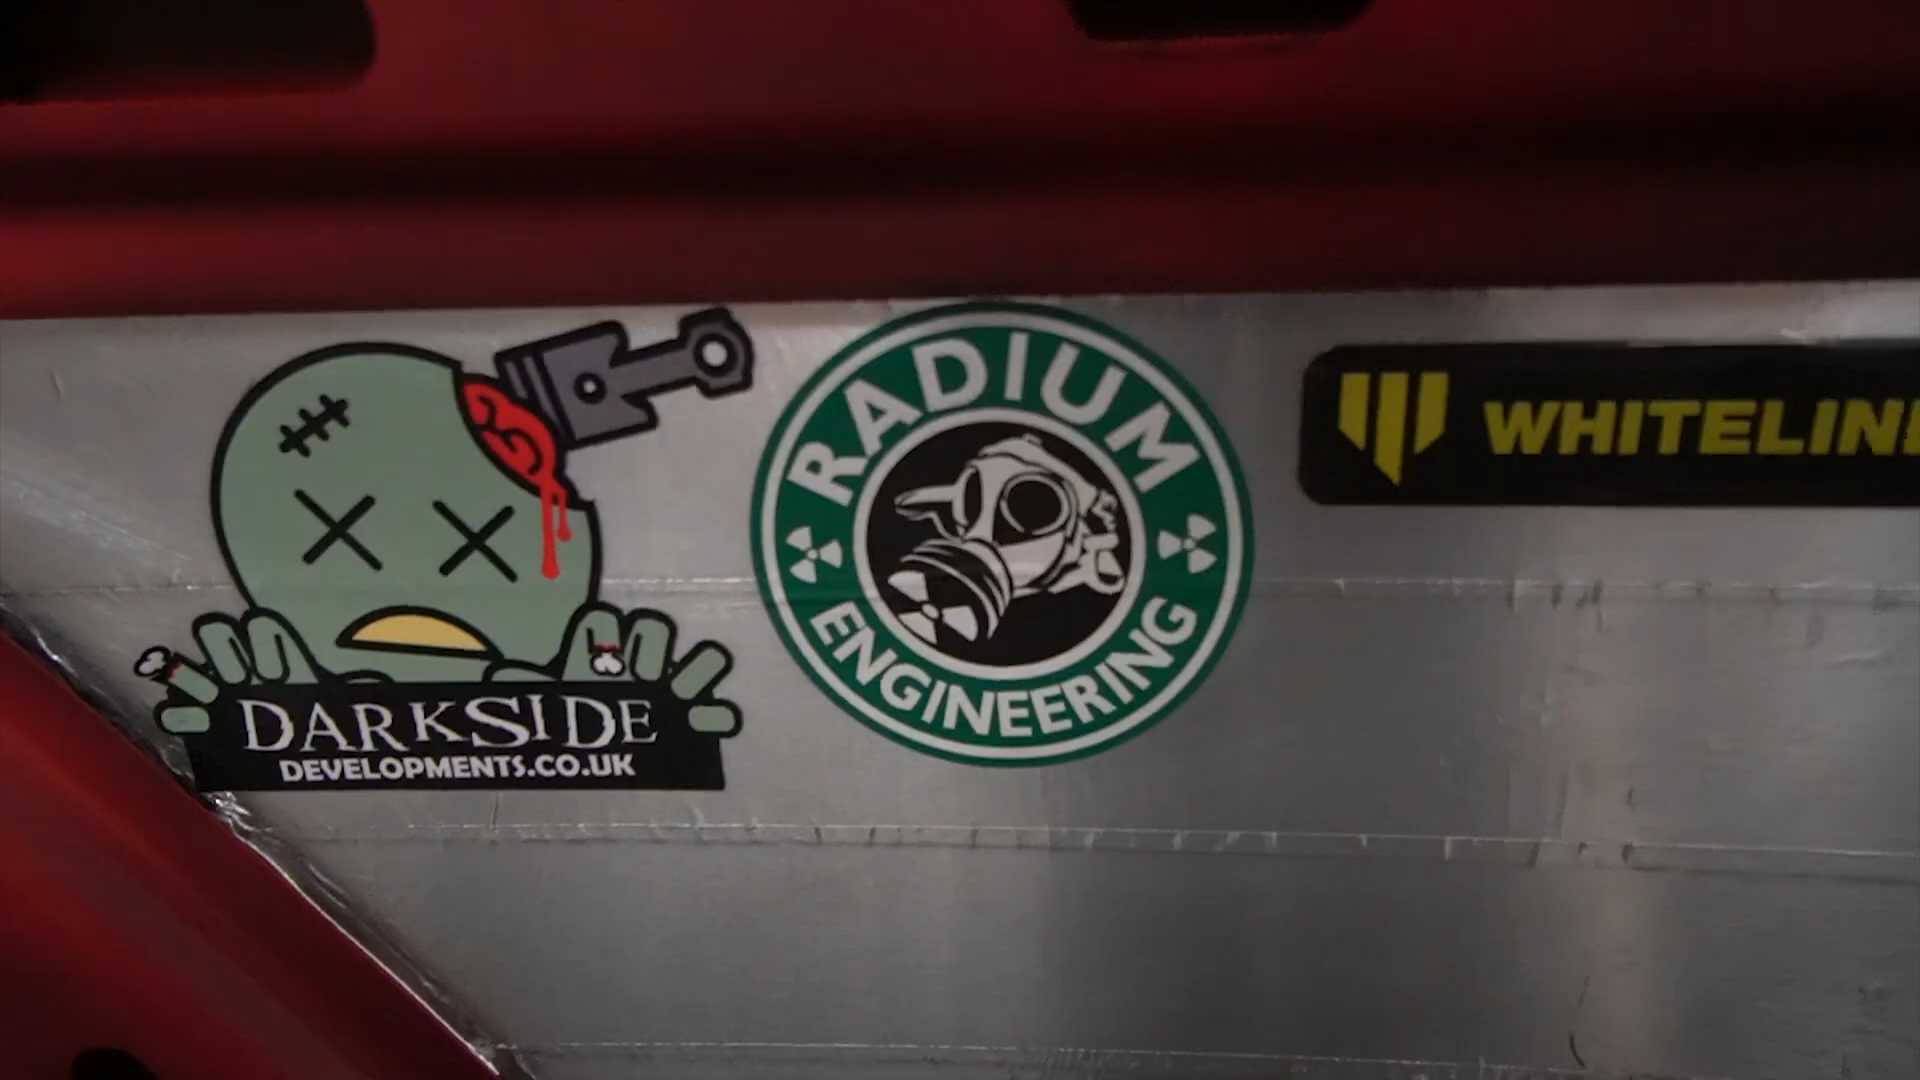 DARKSIDE
DEVELOPMENTS.CO.UK
RADIUM
ENGINEERING
WHITELIN